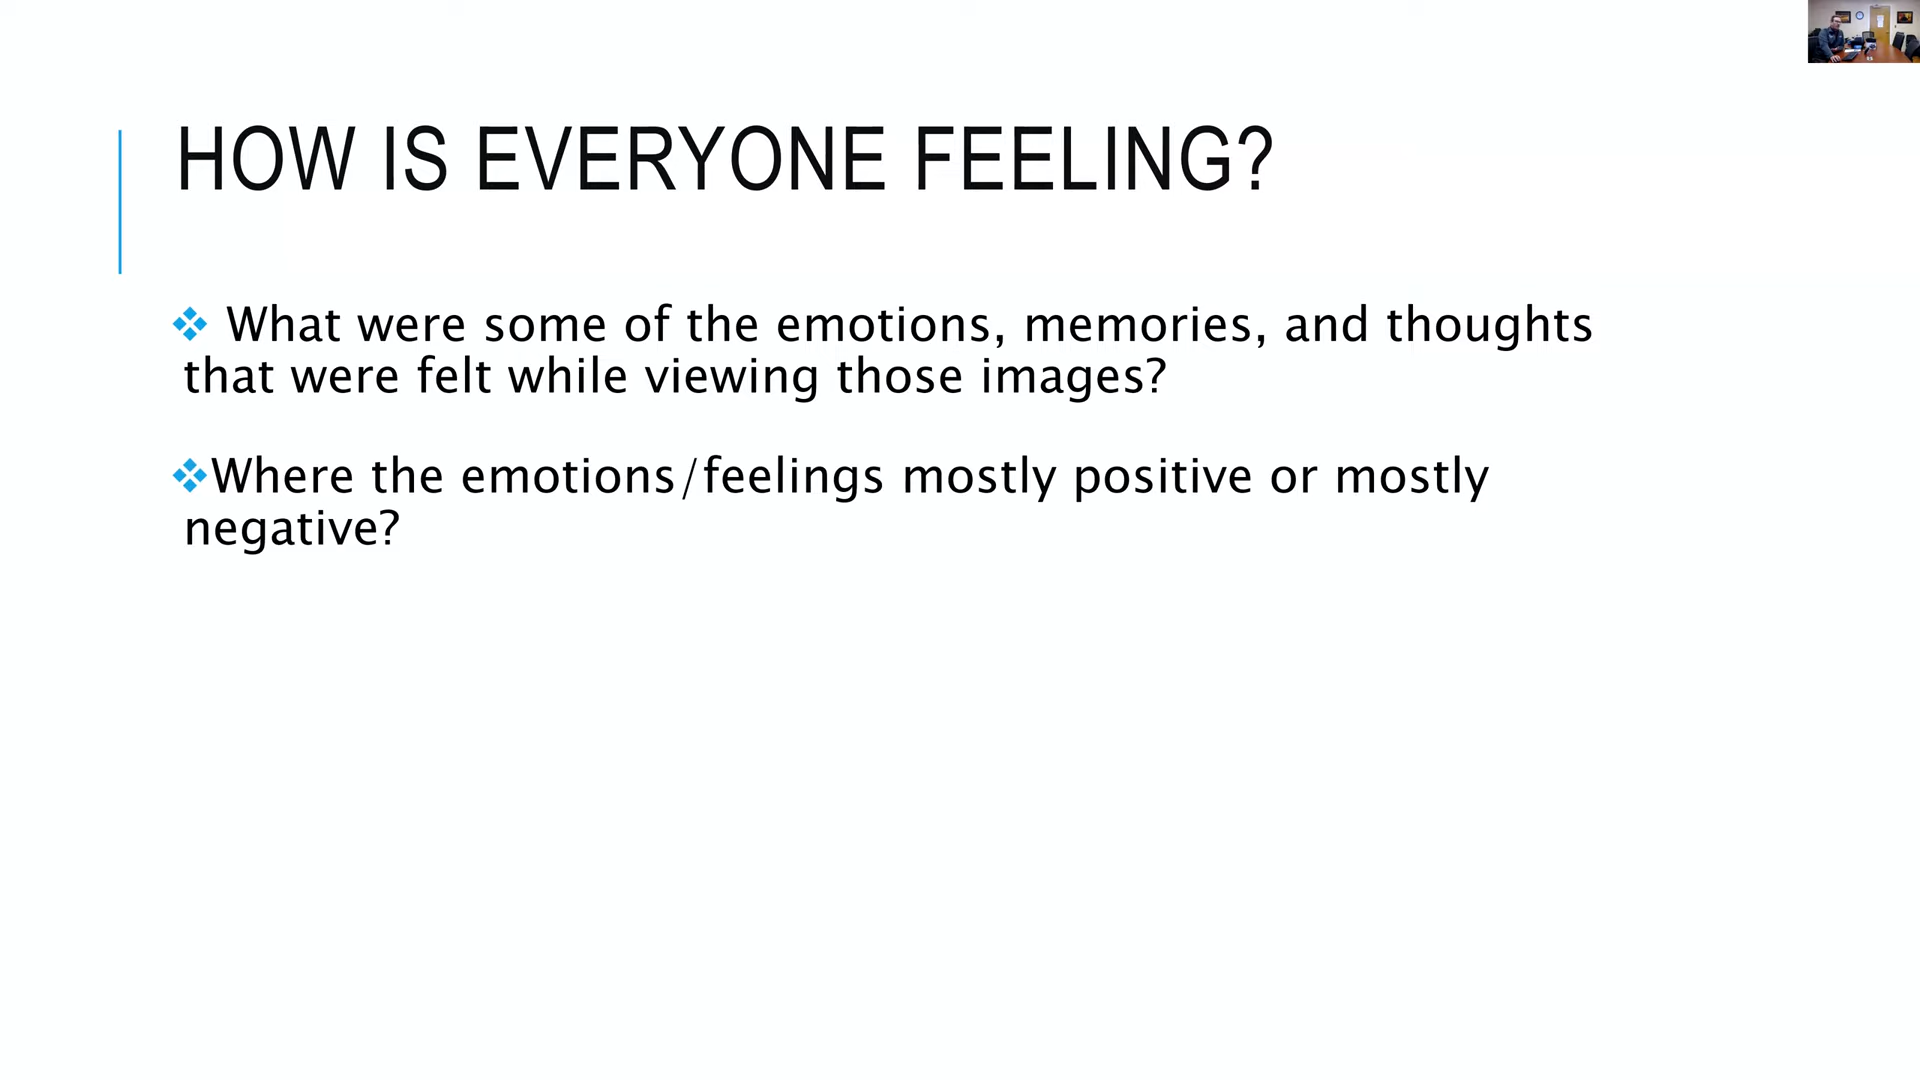 HOW IS EVERYONE FEELING?
❖ What were some of the emotions, memories, and thoughts
that were felt while viewing those images?
❖Where the emotions/feelings mostly positive or mostly
negative?